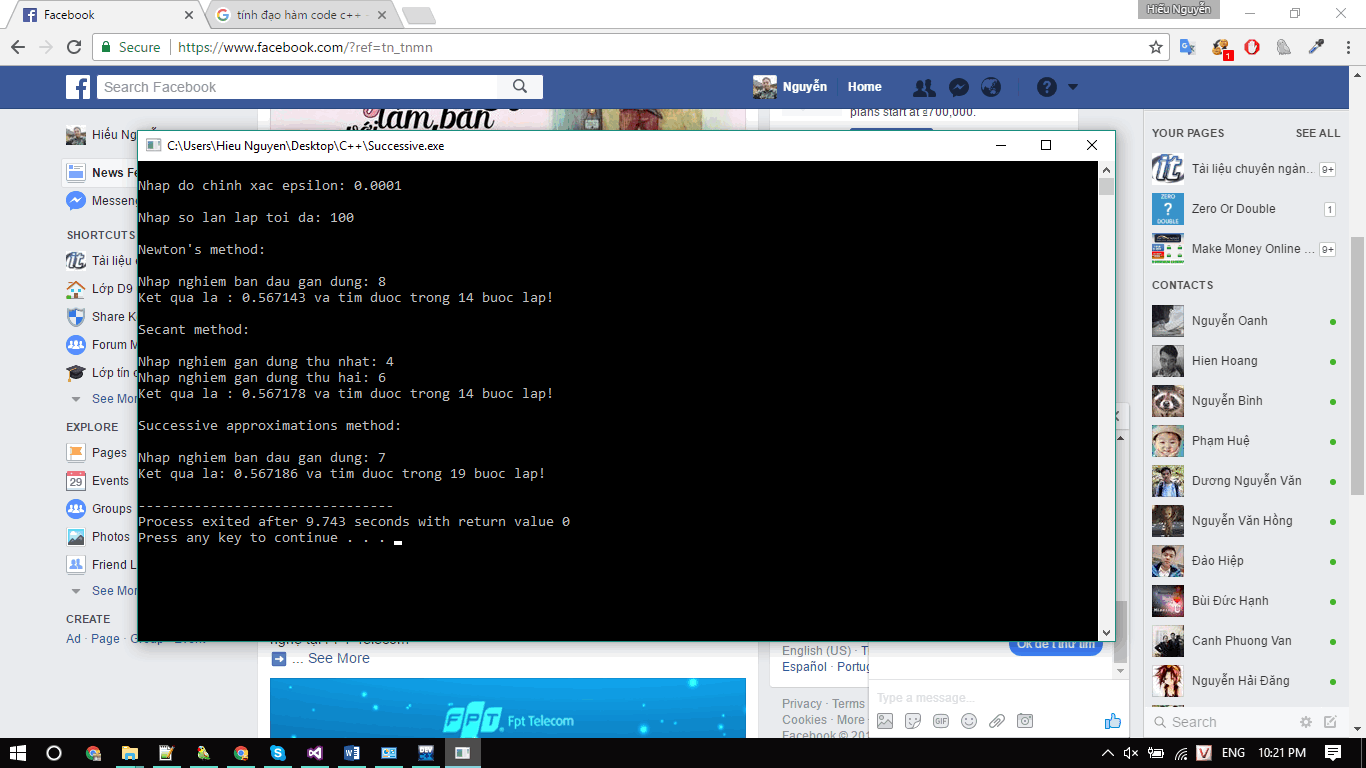 Facebook
tính đạo hàm code c++ -
Hiếu Nguyễn
Secure
https://www.facebook.com/?ref=tn_tnmn
1
Search Facebook
Nguyễn
Home
làm,bạn
plans start at ₫700,000.
Hiếu
News Fe
Messeng
SHORTCUTS
Tài liệu
Lớp D9
Share K
Forum M
Lớp tín
See Mor
EXPLORE
Pages
Events
29
Groups
Photos
Friend L
See Mor
CREATE
Ad · Page · Group · Event
C:\Users\Hieu Nguyen\Desktop\C++\Successive.exe
Nhap do chinh xac epsilon: 0.0001
Nhap so lan lap toi da: 100
Newton's method:
Nhap nghiem ban dau gan dung: 8
Ket qua la : 0.567143 va tim duoc trong 14 buoc lap!
Secant method:
Nhap nghiem gan dung thu nhat: 4
Nhap nghiem gan dung thu hai: 6
Ket qua la : 0.567178 va tim duoc trong 14 buoc lap!
Successive approximations method:
Nhap nghiem ban dau gan dung: 7
Ket qua la: 0.567186 va tim duoc trong 19 buoc lap!
--------------------------------
Process exited after 9.743 seconds with return value 0
Press any key to continue . . .
... See More
FPT. Fpt Telecom
English (US) ·
Español ·
Privacy · Terms
Cookies · More
Facebook ©
Ok để t thử tìm
Type a message...
GIF
YOUR PAGES
SEE ALL
Tài liệu chuyên ngàn...
9+
ZERO
?
DOUBLE
Zero Or Double
1
Make Money Online ...
9+
CONTACTS
Nguyễn Oanh
Hien Hoang
Nguyễn Bình
Phạm Huệ
Dương Nguyễn Văn
Nguyễn Văn Hồng
Đào Hiệp
Bùi Đức Hạnh
Canh Phuong Van
Nguyễn Hải Đăng
Search
ENG
10:21 PM